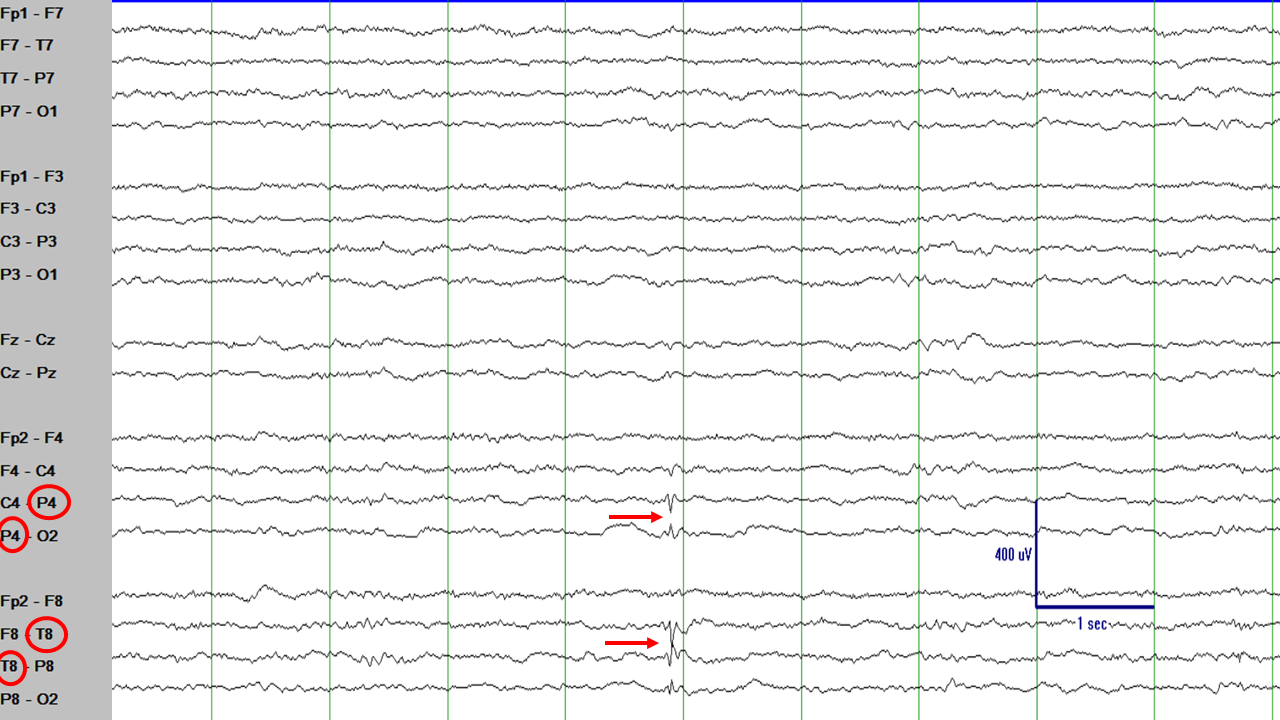 Fp1 - F7
F7 - T7
T7 - P7
P7 - O1
Fp1 - F3
F3 - C3
C3 - P3
P3 - O1
Fz - Cz
Cz - Pz
Fp2 - F4
F4 - C4
C4 - P4
P4 - O2
400 uV
Fp2 - F8
1 sec
F8 - T8
T8 - P8
P8 - O2